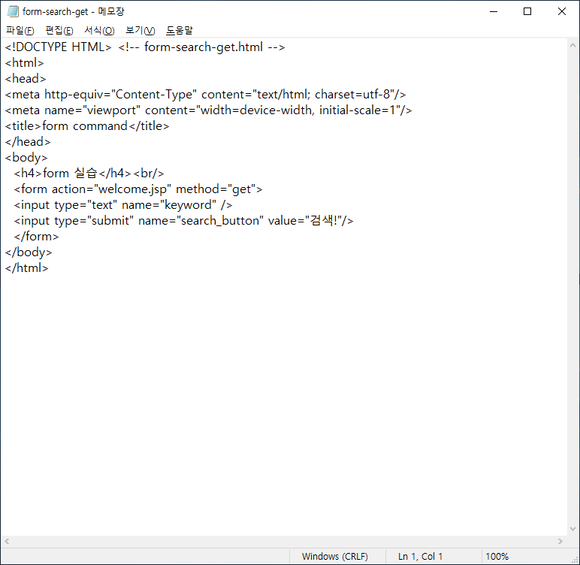 form-search-get - 메모장
파일(F) 편집(E) 서식(O) 보기(V) 도움말
<!DOCTYPE HTML> <!-- form-search-get.html -->
<html>
<head>
<meta http-equiv="Content-Type" content="text/html; charset=utf-8"/>
<meta name="viewport" content="width=device-width, initial-scale=1"/>
<title>form command</title>
</head>
<body>
<h4>form 실습</h4><br/>
<form action="welcome.jsp" method="get">
<input type="text" name="keyword" />
<input type="submit" name="search_button" value="검색!"/>
</form>
</body>
</html>
Windows (CRLF) Ln 1, Col 1 100%